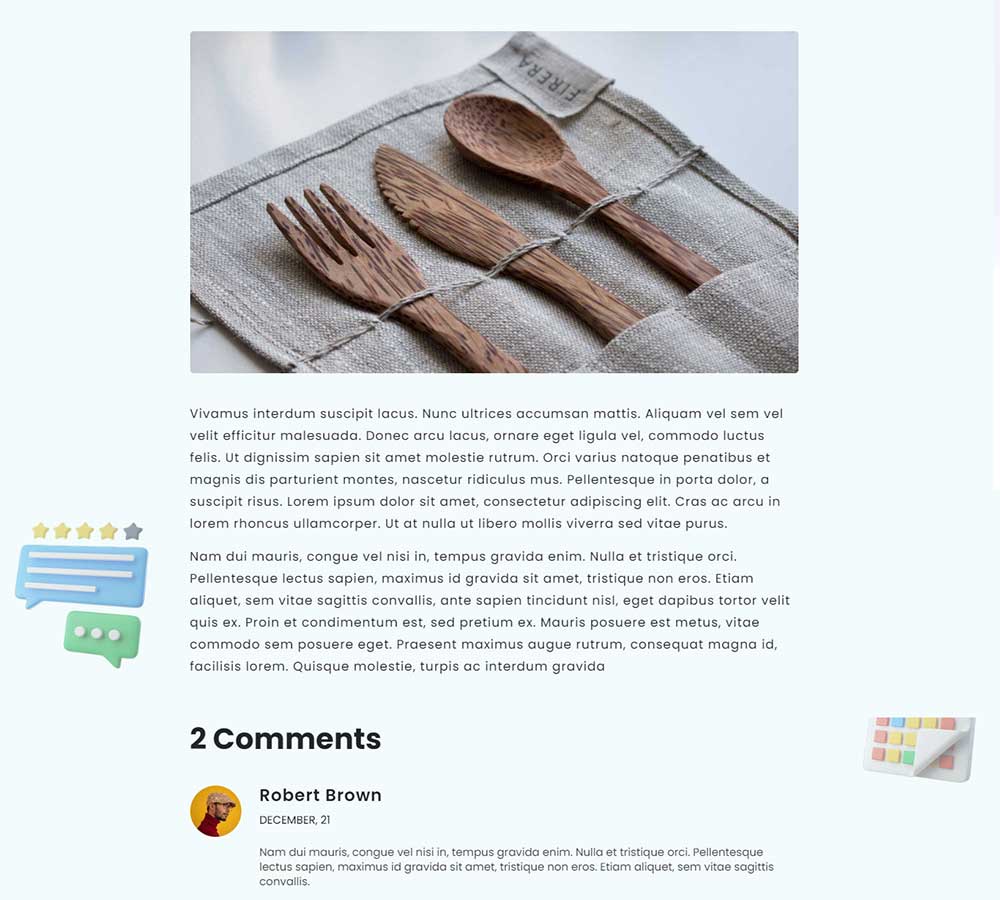 EIRERA
Vivamus interdum suscipit lacus. Nunc ultrices accumsan mattis. Aliquam vel sem vel
velit efficitur malesuada. Donec arcu lacus, ornare eget ligula vel, commodo luctus
felis. Ut dignissim sapien sit amet molestie rutrum. Orci varius natoque penatibus et
magnis dis parturient montes, nascetur ridiculus mus. Pellentesque in porta dolor, a
suscipit risus. Lorem ipsum dolor sit amet, consectetur adipiscing elit. Cras ac arcu in
lorem rhoncus ullamcorper. Ut at nulla ut libero mollis viverra sed vitae purus.
Nam dui mauris, congue vel nisi in, tempus gravida enim. Nulla et tristique orci.
Pellentesque lectus sapien, maximus id gravida sit amet, tristique non eros. Etiam
aliquet, sem vitae sagittis convallis, ante sapien tincidunt nisl, eget dapibus tortor velit
quis ex. Proin et condimentum est, sed pretium ex. Mauris posuere est metus, vitae
commodo sem posuere eget. Praesent maximus augue rutrum, consequat magna id,
facilisis lorem. Quisque molestie, turpis ac interdum gravida
2 Comments
Robert Brown
DECEMBER, 21
Nam dui mauris, congue vel nisi in, tempus gravida enim. Nulla et tristique orci. Pellentesque
lectus sapien, maximus id gravida sit amet, tristique non eros. Etiam aliquet, sem vitae sagittis
convallis.